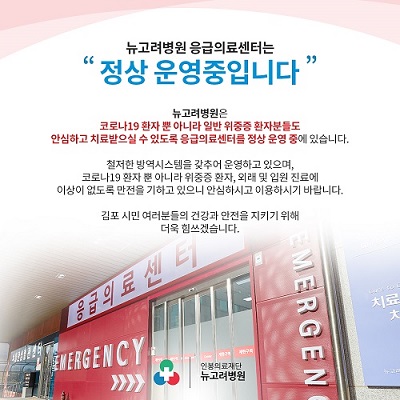 뉴고려병원 응급의료센터는
“ 정상 운영중입니다 ”
뉴고려병원은
코로나19 환자 뿐 아니라 일반 위중증 환자분들도
안심하고 치료받으실 수 있도록 응급의료센터를 정상 운영 중에 있습니다.
철저한 방역시스템을 갖추어 운영하고 있으며,
코로나19 환자 뿐 아니라 위중증 환자, 외래 및 입원 진료에
이상이 없도록 만전을 기하고 있으니 안심하시고 이용하시기 바랍니다.
김포 시민 여러분들의 건강과 안전을 지키기 위해
더욱 힘쓰겠습니다.
응급의료센터
EMERGENCY
EMERGENCY
치료
인봉의료재단
뉴고려병원